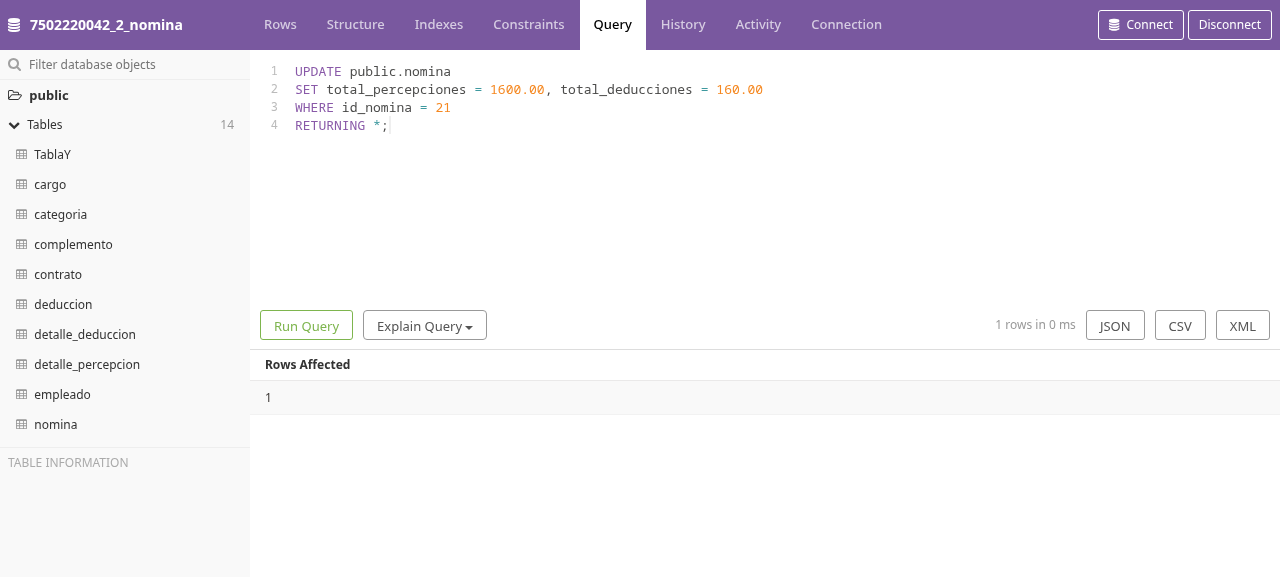 7502220042_2_nomina
Rows Structure Indexes Constraints Query History Activity Connection
Connect Disconnect
Filter database objects
public
Tables 14
TablaY
cargo
categoria
complemento
contrato
deduccion
detalle_deduccion
detalle_percepcion
empleado
nomina
TABLE INFORMATION
1 UPDATE public.nomina
2 SET total_percepciones = 1600.00, total_deducciones = 160.00
3 WHERE id_nomina = 21
4 RETURNING *;
Run Query Explain Query 1 rows in 0 ms JSON CSV XML
Rows Affected
1